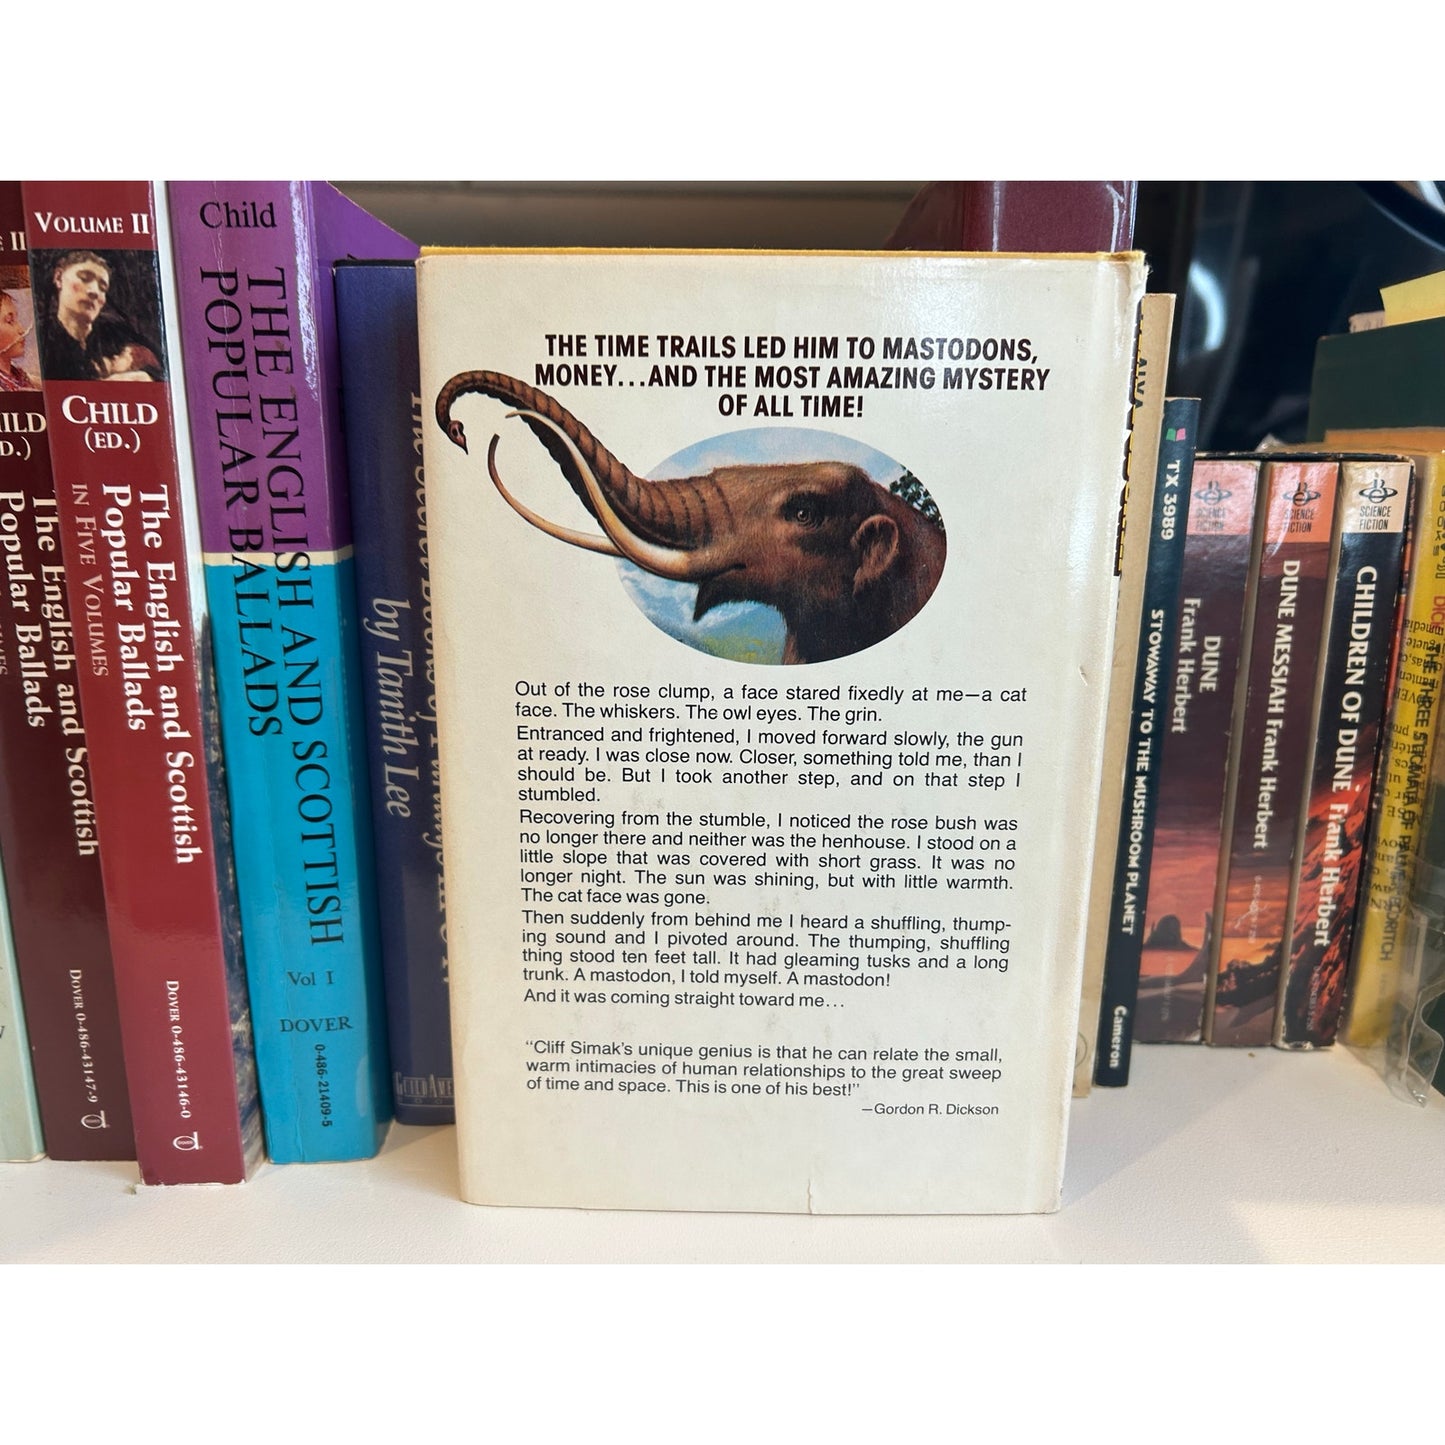 VOLUME II
CHILD
(ED.)
The English and Scottish
Popular Ballads
IN FIVE VOLUMES
DOVER 0-486-43146-0
II
The English and Scottish
Popular Ballads
DOVER 0-486-43147-9
Child
THE ENGLISH AND SCOTTISH
POPULAR BALLADS
Vol I
DOVER
0-486-21409-5
by Tanith Lee
THE TIME TRAILS LED HIM TO MASTODONS,
MONEY...AND THE MOST AMAZING MYSTERY
OF ALL TIME!
Out of the rose clump, a face stared fixedly at me—a cat
face. The whiskers. The owl eyes. The grin.
Entranced and frightened, I moved forward slowly, the gun
at ready. I was close now. Closer, something told me, than I
should be. But I took another step, and on that step I
stumbled.
Recovering from the stumble, I noticed the rose bush was
no longer there and neither was the henhouse. I stood on a
little slope that was covered with short grass. It was no
longer night. The sun was shining, but with little warmth.
The cat face was gone.
Then suddenly from behind me I heard a shuffling, thump-
ing sound and I pivoted around. The thumping, shuffling
thing stood ten feet tall. It had gleaming tusks and a long
trunk. A mastodon, I told myself. A mastodon!
And it was coming straight toward me...
"Cliff Simak's unique genius is that he can relate the small,
warm intimacies of human relationships to the great sweep
of time and space. This is one of his best!"
—Gordon R. Dickson
TX 3989
STOWAWAY TO THE MUSHROOM PLANET
Cameron
SCIENCE
FICTION
DUNE
Frank Herbert
SCIENCE
FICTION
DUNE MESSIAH Frank Herbert
SCIENCE
FICTION
CHILDREN OF DUNE Frank Herbert